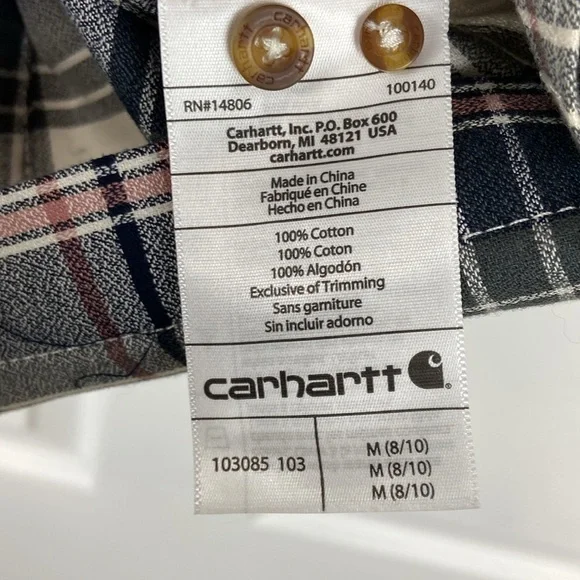 carhartt
carhartt
RN#14806 100140
Carhartt, Inc. P.O. Box 600
Dearborn, MI 48121 USA
carhartt.com
Made in China
Fabriqué en Chine
Hecho en China
100% Cotton
100% Coton
100% Algodón
Exclusive of Trimming
Sans garniture
Sin incluir adorno
carhartt
103085 103
M (8/10)
M (8/10)
M (8/10)